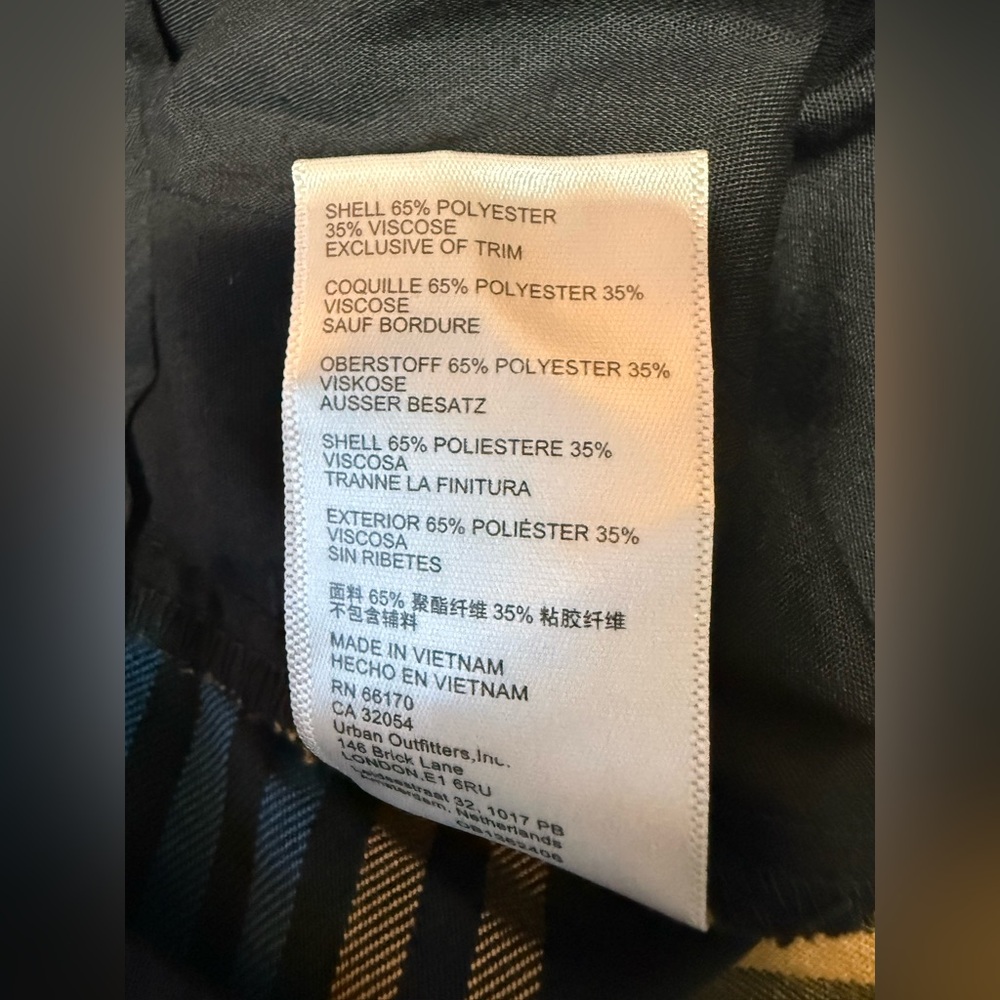 SHELL 65% POLYESTER
35% VISCOSE
EXCLUSIVE OF TRIM
COQUILLE 65% POLYESTER 35%
VISCOSE
SAUF BORDURE
OBERSTOFF 65% POLYESTER 35%
VISKOSE
AUSSER BESATZ
SHELL 65% POLIESTERE 35%
VISCOSA
TRANNE LA FINITURA
EXTERIOR 65% POLIÉSTER 35%
VISCOSA
SIN RIBETES
面料 65% 聚酯纤维 35% 粘胶纤维
不包含辅料
MADE IN VIETNAM
HECHO EN VIETNAM
RN 66170
CA 32054
Urban Outfitters,Inc.
146 Brick Lane
LONDON,E1 6RU
32, 1017 PB
Amsterdam, Netherlands